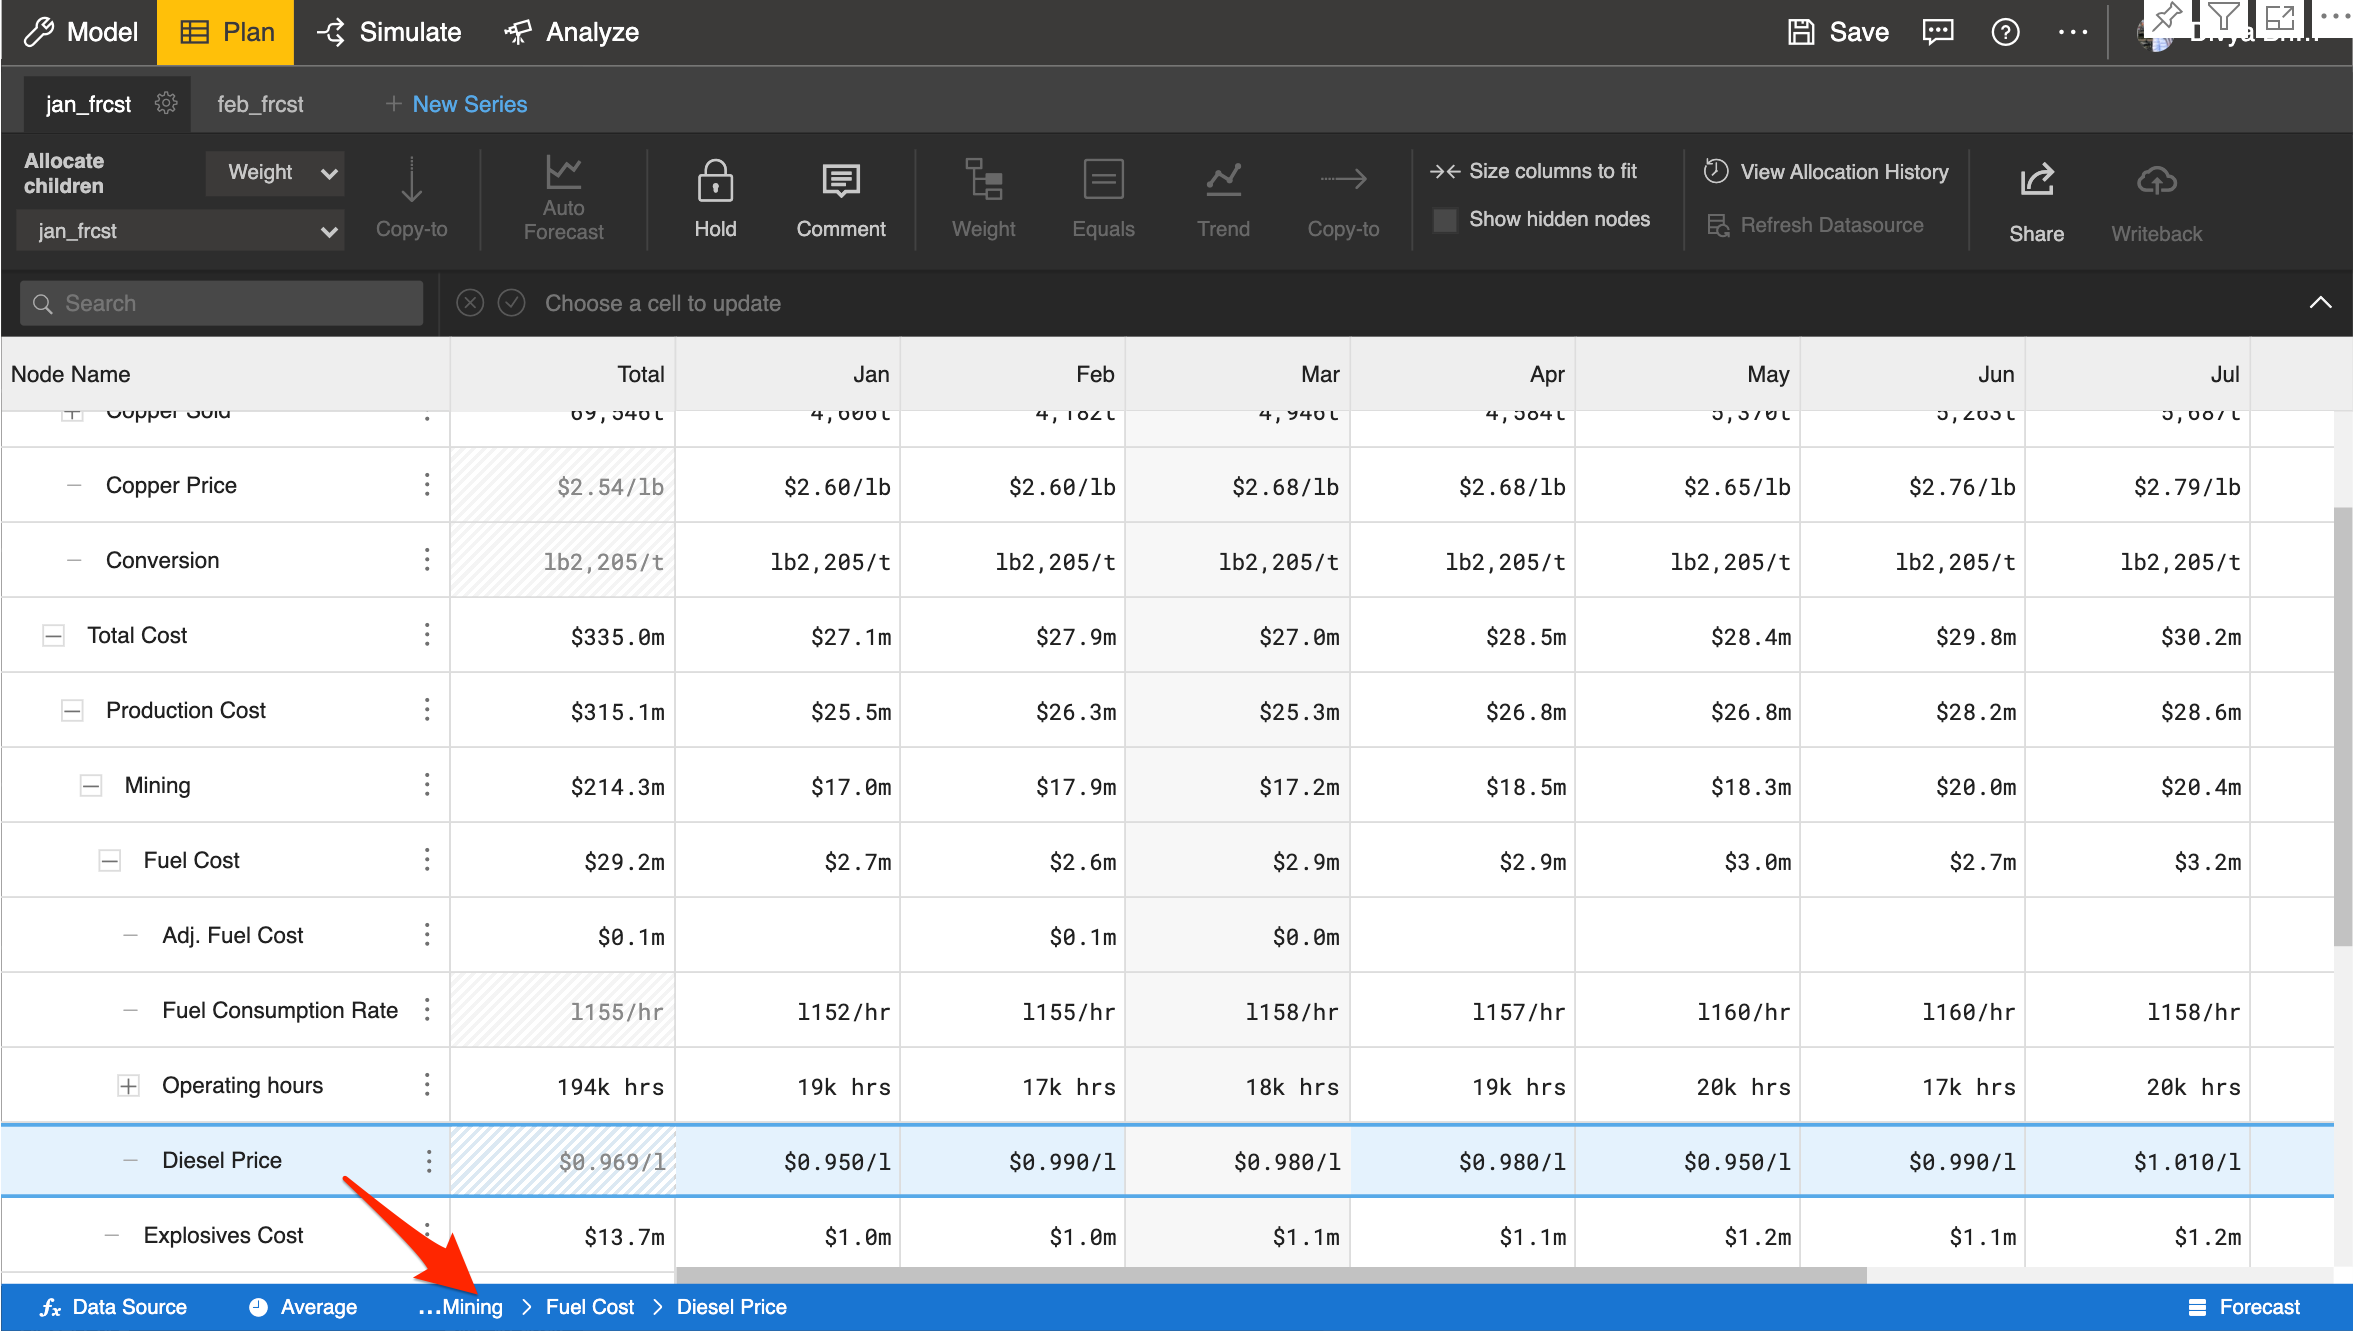 Model Plan Simulate Analyze Save
jan_frcst feb_frcst + New Series
Allocate children Weight
jan_frcst
Copy-to Auto Forecast Hold Comment Weight Equals Trend Copy-to
Size columns to fit
Show hidden nodes
View Allocation History
Refresh Datasource
Share Writeback
Search Choose a cell to update
Node Name Total Jan Feb Mar Apr May Jun Jul
Copper Sold 69,546t 4,606t 4,182t 4,946t 4,584t 5,370t 5,263t 5,687t
Copper Price $2.54/lb $2.60/lb $2.60/lb $2.68/lb $2.68/lb $2.65/lb $2.76/lb $2.79/lb
Conversion lb2,205/t lb2,205/t lb2,205/t lb2,205/t lb2,205/t lb2,205/t lb2,205/t lb2,205/t
Total Cost $335.0m $27.1m $27.9m $27.0m $28.5m $28.4m $29.8m $30.2m
Production Cost $315.1m $25.5m $26.3m $25.3m $26.8m $26.8m $28.2m $28.6m
Mining $214.3m $17.0m $17.9m $17.2m $18.5m $18.3m $20.0m $20.4m
Fuel Cost $29.2m $2.7m $2.6m $2.9m $2.9m $3.0m $2.7m $3.2m
Adj. Fuel Cost $0.1m $0.1m $0.0m
Fuel Consumption Rate l155/hr l152/hr l155/hr l158/hr l157/hr l160/hr l160/hr l158/hr
Operating hours 194k hrs 19k hrs 17k hrs 18k hrs 19k hrs 20k hrs 17k hrs 20k hrs
Diesel Price $0.969/l $0.950/l $0.990/l $0.980/l $0.980/l $0.950/l $0.990/l $1.010/l
Explosives Cost $13.7m $1.0m $1.0m $1.1m $1.1m $1.2m $1.1m $1.2m
fx Data Source Average ...Mining > Fuel Cost > Diesel Price Forecast